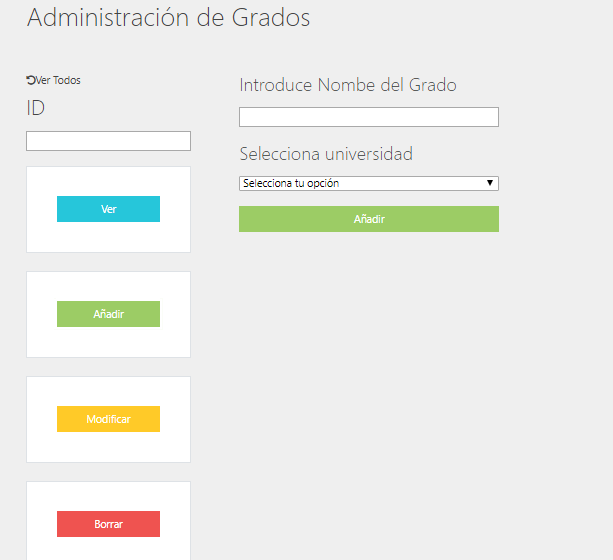 Administración de Grados
Ver Todos
ID
Ver
Añadir
Modificar
Borrar
Introduce Nombe del Grado
Selecciona universidad
Selecciona tu opción
Añadir